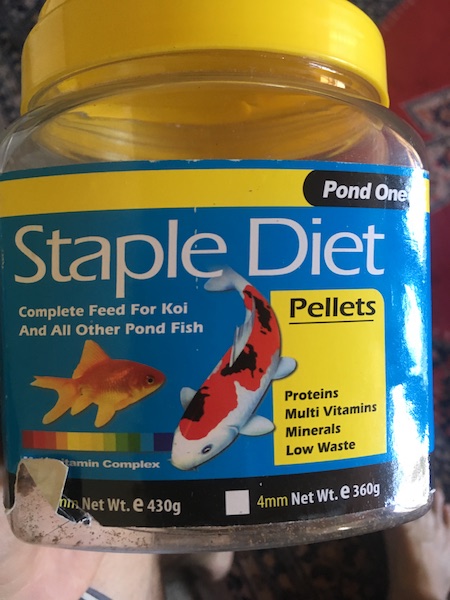 Pond One
Staple Diet
Complete Feed For Koi
And All Other Pond Fish
Pellets
Proteins
Multi Vitamins
Minerals
Low Waste
Complex
Net Wt. e 430g
4mm Net Wt. e 360g